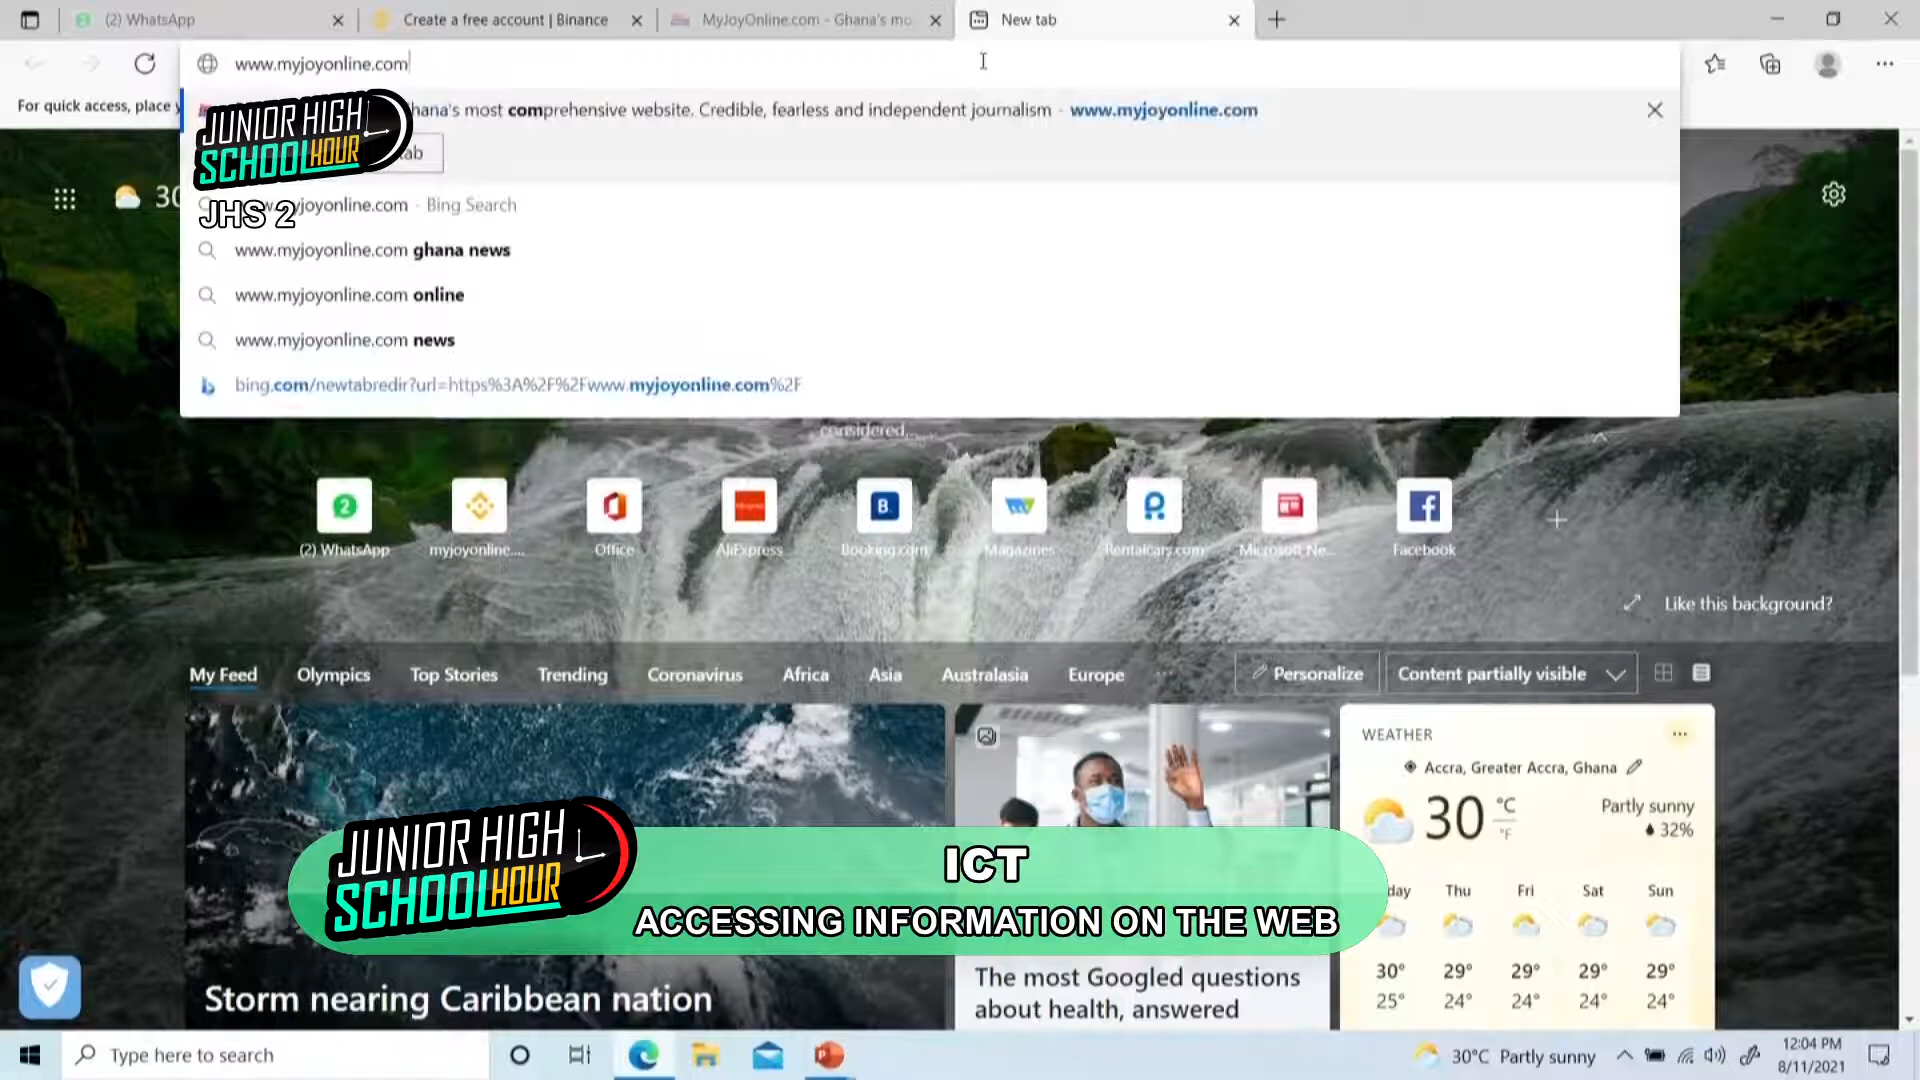 (2) WhatsApp
Create a free account | Binance
MyJoyOnline.com - Ghana's mo
New tab
www.myjoyonline.com
For quick access, place
hana's most comprehensive website. Credible, fearless and independent journalism - www.myjoyonline.com
JUNIOR HIGH
SCHOOL HOUR
ab
JHS 2
joyonline.com - Bing Search
www.myjoyonline.com ghana news
www.myjoyonline.com online
www.myjoyonline.com news
bing.com/newtabredir?url=https%3A%2F%2Fwww.myjoyonline.com%2F
considered,...
(2) WhatsApp
myjoyonline....
Office
AliExpress
Booking.com
Magazines
Rentalcars.com
Microsoft Ne...
Facebook
Like this background?
My Feed
Olympics
Top Stories
Trending
Coronavirus
Africa
Asia
Australasia
Europe
Personalize
Content partially visible
WEATHER
Accra, Greater Accra, Ghana
30 °C °F
Partly sunny
32%
day Thu Fri Sat Sun
30° 29° 29° 29° 29°
25° 24° 24° 24° 24°
JUNIOR HIGH
SCHOOL HOUR
ICT
ACCESSING INFORMATION ON THE WEB
Storm nearing Caribbean nation
The most Googled questions
about health, answered
Type here to search
30°C Partly sunny
12:04 PM
8/11/2021